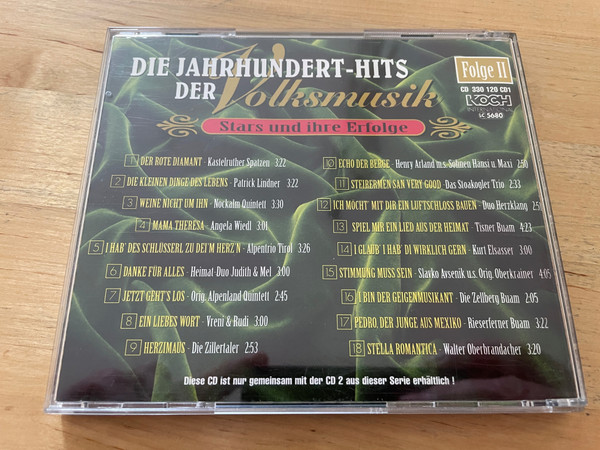 DIE JAHRHUNDERT-HITS
DER Volksmusik
Stars und ihre Erfolge
Folge II
CD 330 120 CD1
KOCH
INTERNATIONAL
LC 5680
1 DER ROTE DIAMANT · Kastelruther Spatzen 3:22
2 DIE KLEINEN DINGE DES LEBENS · Patrick Lindner 3:32
3 WEINE NICHT UM IHN · Nockalm Quintett 3:30
4 MAMA THERESA · Angela Wiedl 3:01
5 I HAB' DES SCHLÜSSERL ZU DEI'M HERZ'N · Alpentrio Tirol 3:26
6 DANKE FÜR ALLES · Heimat-Duo Judith & Mel 3:00
7 JETZT GEHT'S LOS · Orig. Alpenland Quintett 2:45
8 EIN LIEBES WORT · Vreni & Rudi 3:00
9 HERZIMAUS · Die Zillertaler 2:53
10 ECHO DER BERGE · Henry Arland m.s. Söhnen Hansi u. Maxi 2:50
11 STEIRERMEN SAN VERY GOOD · Das Stoakogler Trio 2:33
12 ICH MÖCHT' MIT DIR EIN LUFTSCHLOSS BAUEN · Duo Herzklang
13 SPIEL MIR EIN LIED AUS DER HEIMAT · Tisner Buam 4:23
14 I GLAUB' I HAB' DI WIRKLICH GERN · Kurt Elsasser 3:00
15 STIMMUNG MUSS SEIN · Slavko Avsenik u.s. Orig. Oberkrainer 4:05
16 I BIN DER GEIGENMUSIKANT · Die Zellberg Buam 2:05
17 PEDRO, DER JUNGE AUS MEXIKO · Rieserferner Buam 3:22
18 STELLA ROMANTICA · Walter Oberbrandacher 3:20
Diese CD ist nur gemeinsam mit der CD 2 aus dieser Serie erhältlich !